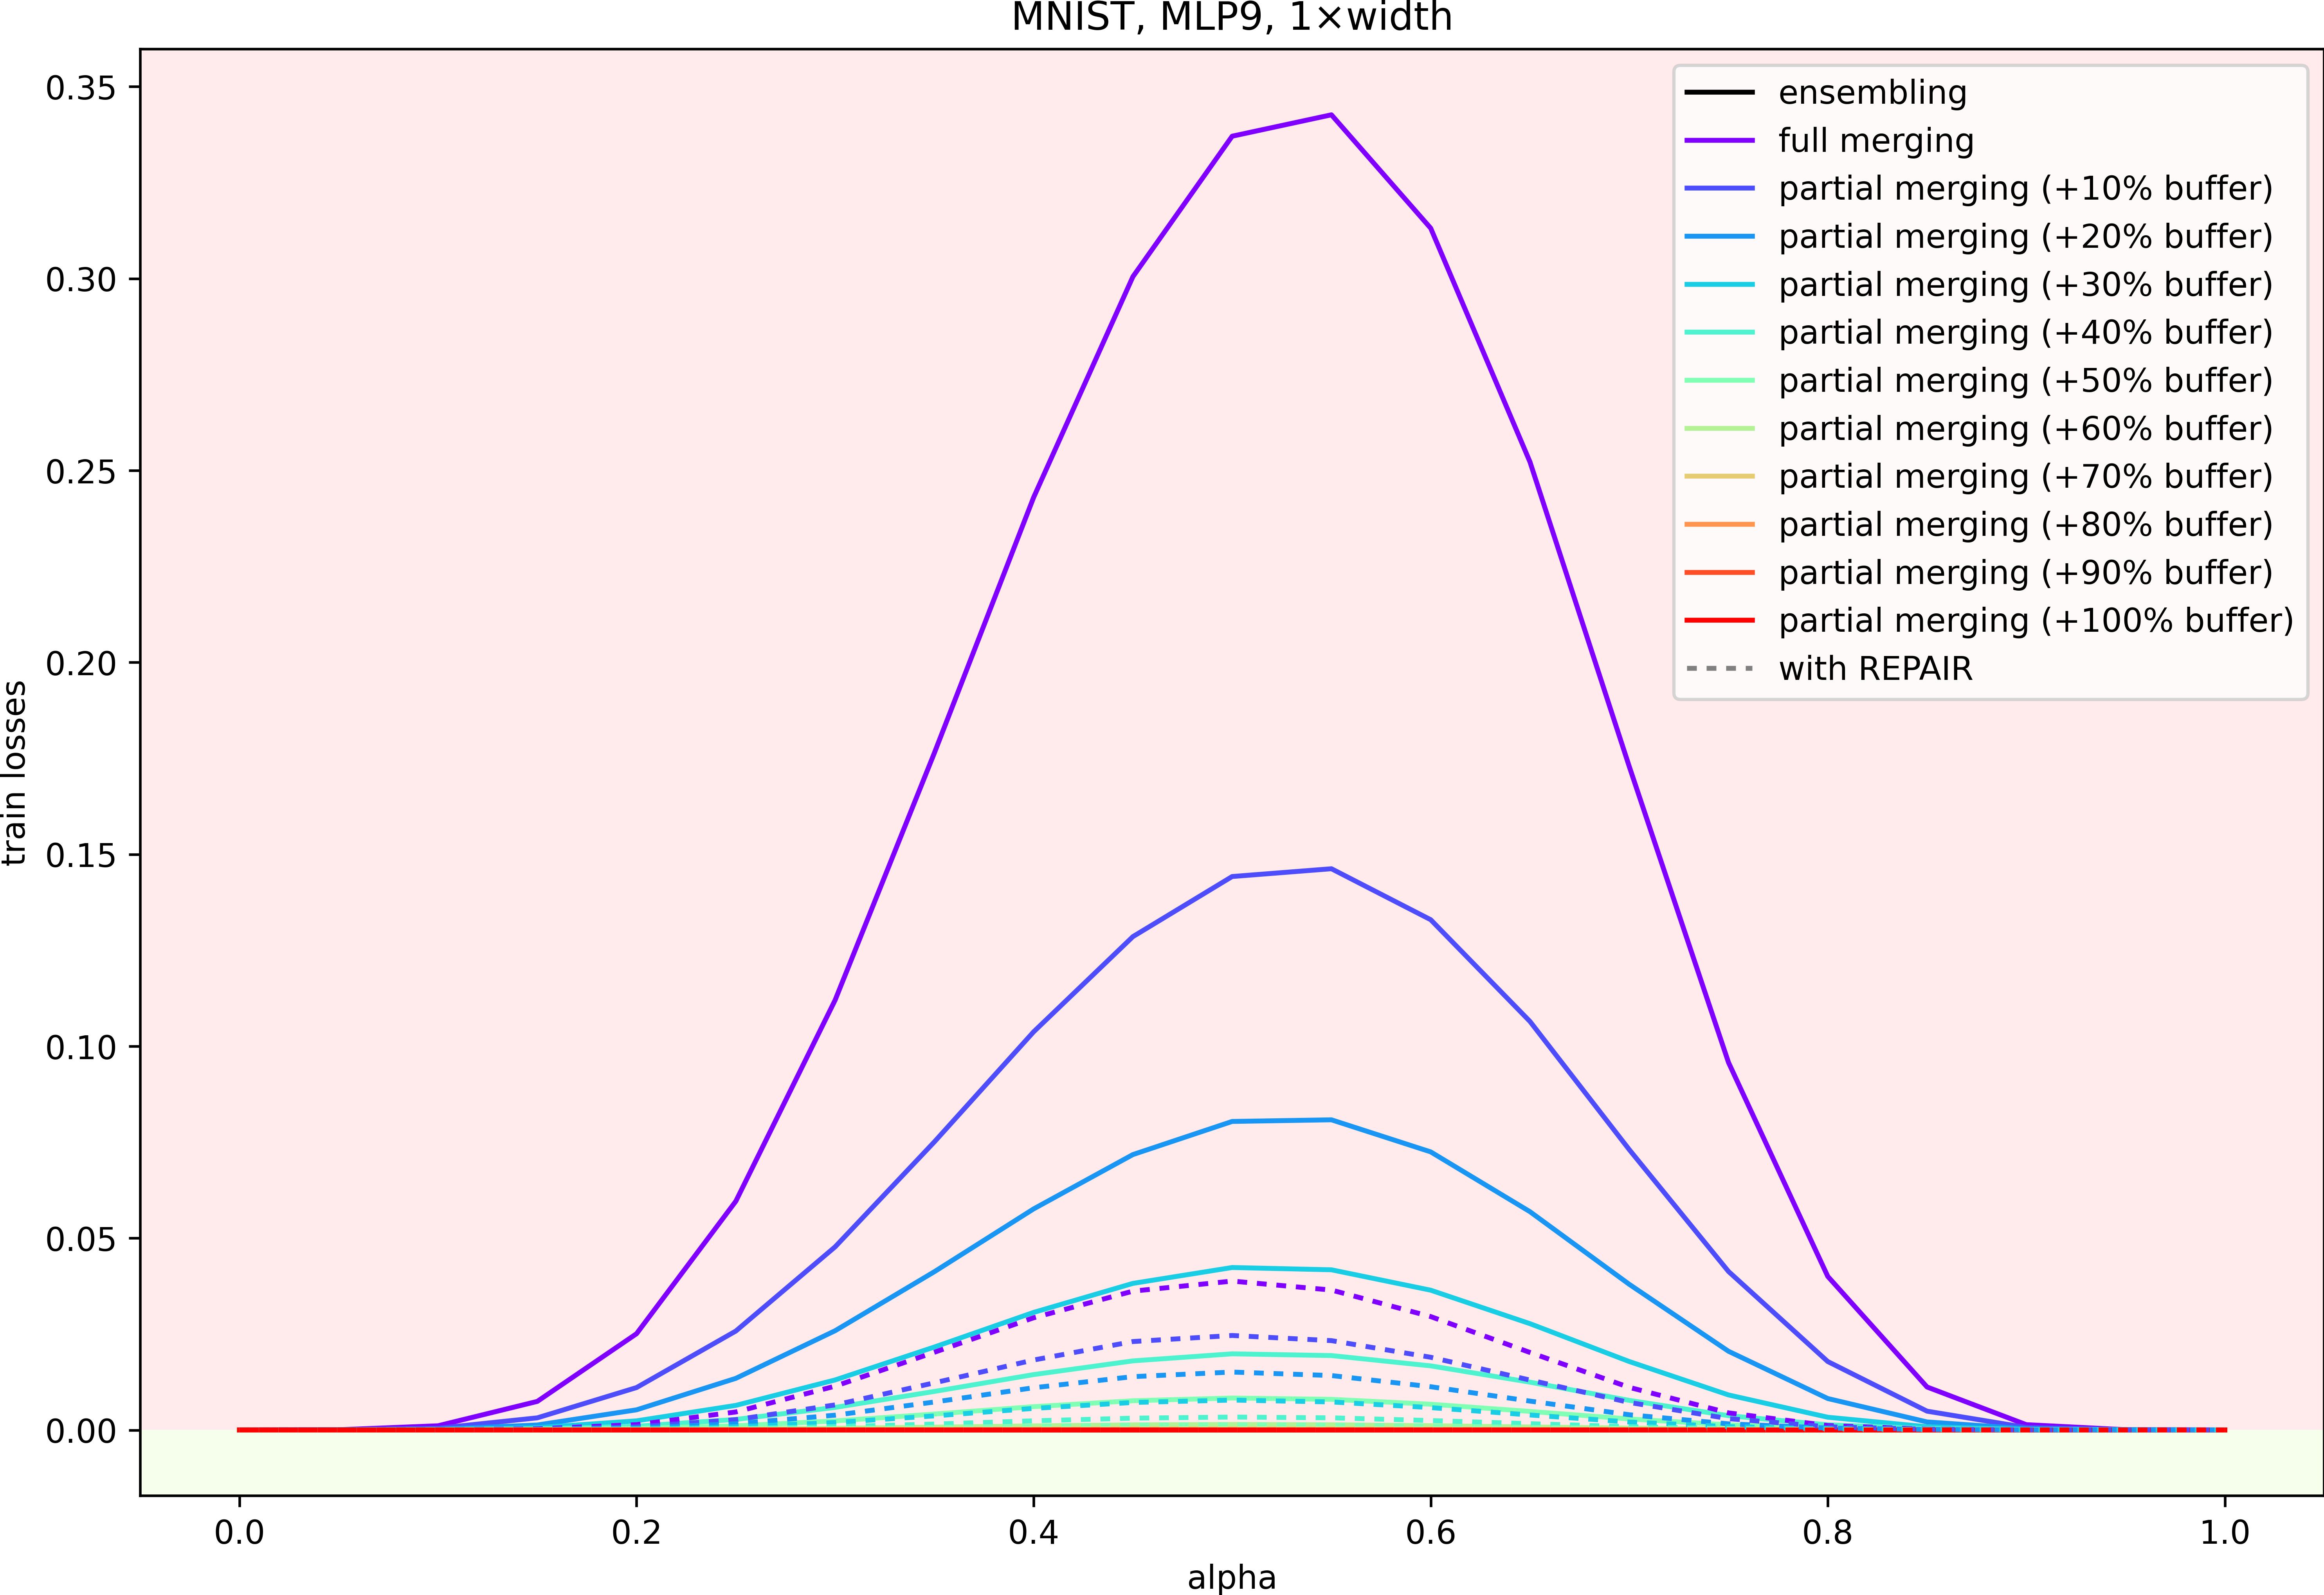 MNIST, MLP9, 1×width
0.35
0.30
0.25
0.20
0.15
0.10
0.05
0.00
train losses
ensembling
full merging
partial merging (+10% buffer)
partial merging (+20% buffer)
partial merging (+30% buffer)
partial merging (+40% buffer)
partial merging (+50% buffer)
partial merging (+60% buffer)
partial merging (+70% buffer)
partial merging (+80% buffer)
partial merging (+90% buffer)
partial merging (+100% buffer)
with REPAIR
0.0 0.2 0.4 0.6 0.8 1.0
alpha